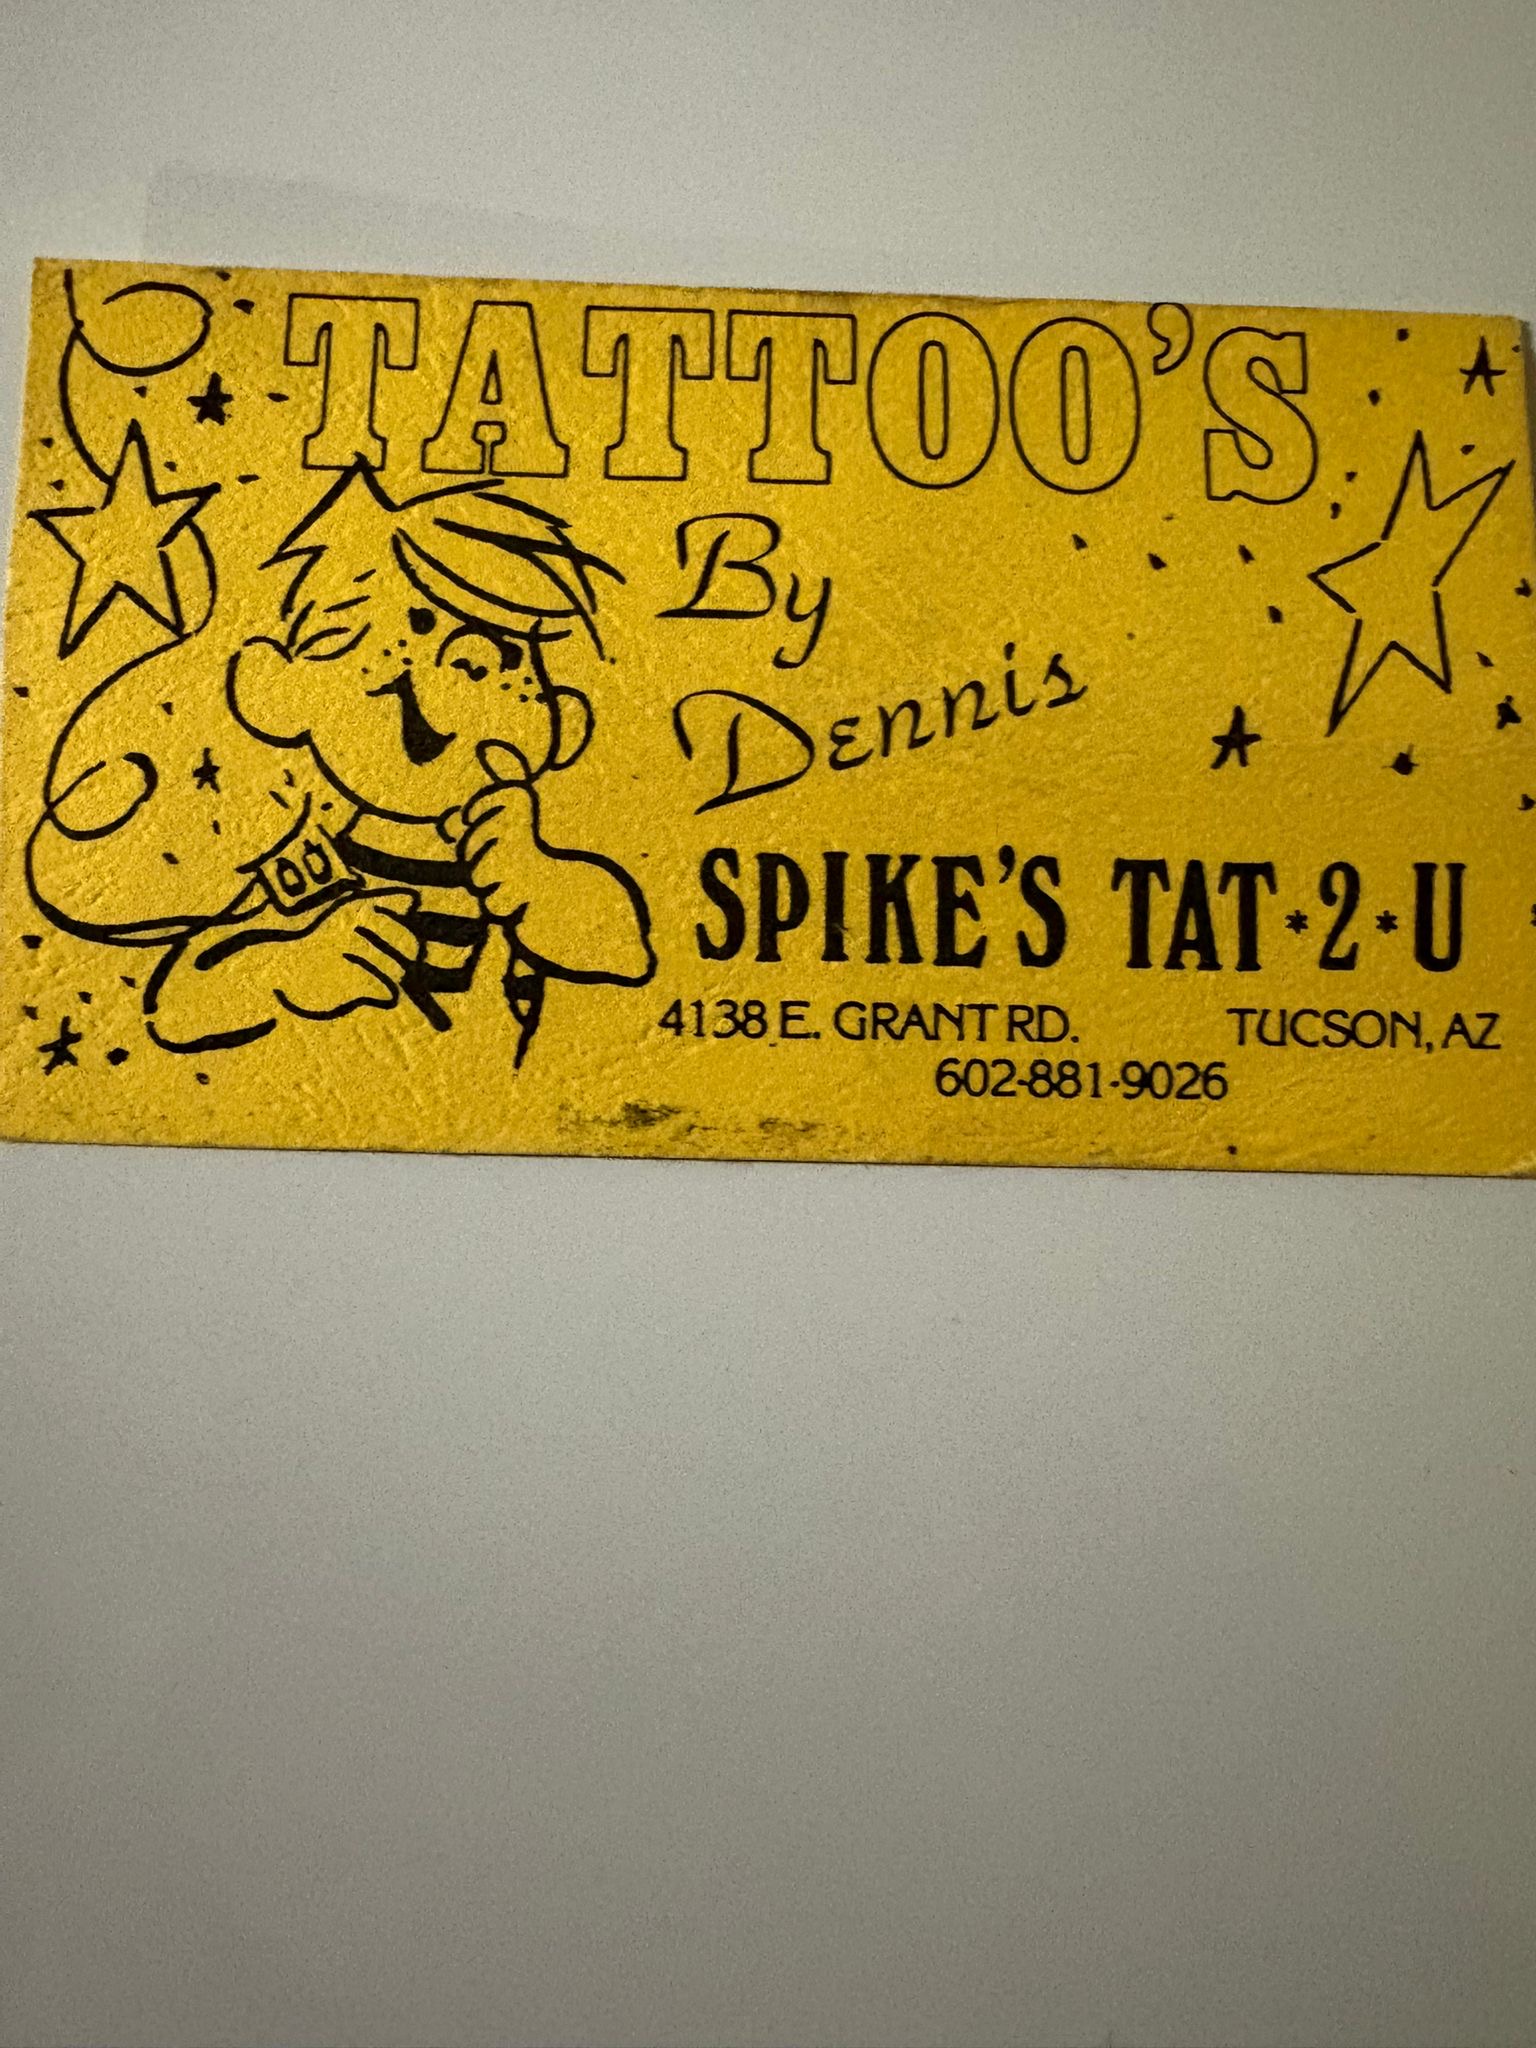 TATTOO'S
By
Dennis
SPIKE'S TAT*2*U
4138 E. GRANT RD. TUCSON, AZ
602-881-9026